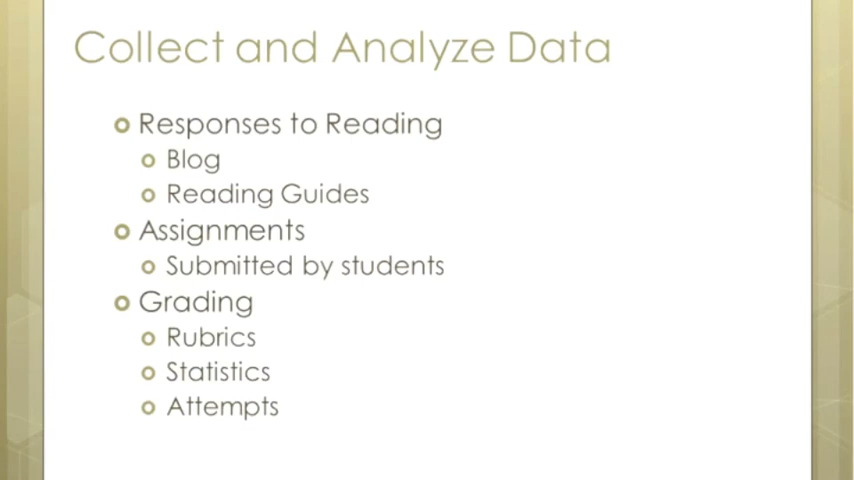 Collect and Analyze Data
Responses to Reading
Blog
Reading Guides
Assignments
Submitted by students
Grading
Rubrics
Statistics
Attempts